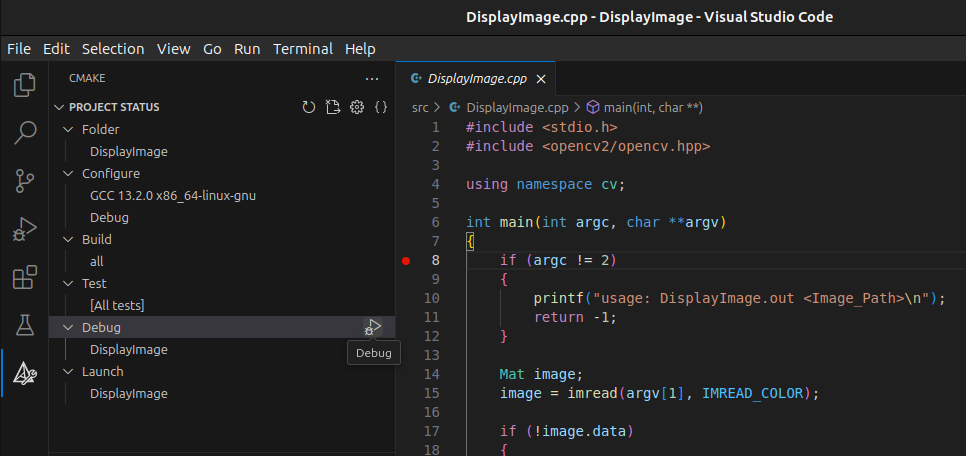 DisplayImage.cpp - DisplayImage - Visual Studio Code
File Edit Selection View Go Run Terminal Help
CMAKE
PROJECT STATUS
Folder
DisplayImage
Configure
GCC 13.2.0 x86_64-linux-gnu
Debug
Build
all
Test
[All tests]
Debug
DisplayImage
Debug
Launch
DisplayImage
DisplayImage.cpp
src > DisplayImage.cpp > main(int, char **)
1 #include <stdio.h>
2 #include <opencv2/opencv.hpp>
3
4 using namespace cv;
5
6 int main(int argc, char **argv)
7 {
8 if (argc != 2)
9 {
10 printf("usage: DisplayImage.out <Image_Path>\n");
11 return -1;
12 }
13
14 Mat image;
15 image = imread(argv[1], IMREAD_COLOR);
16
17 if (!image.data)
18 {